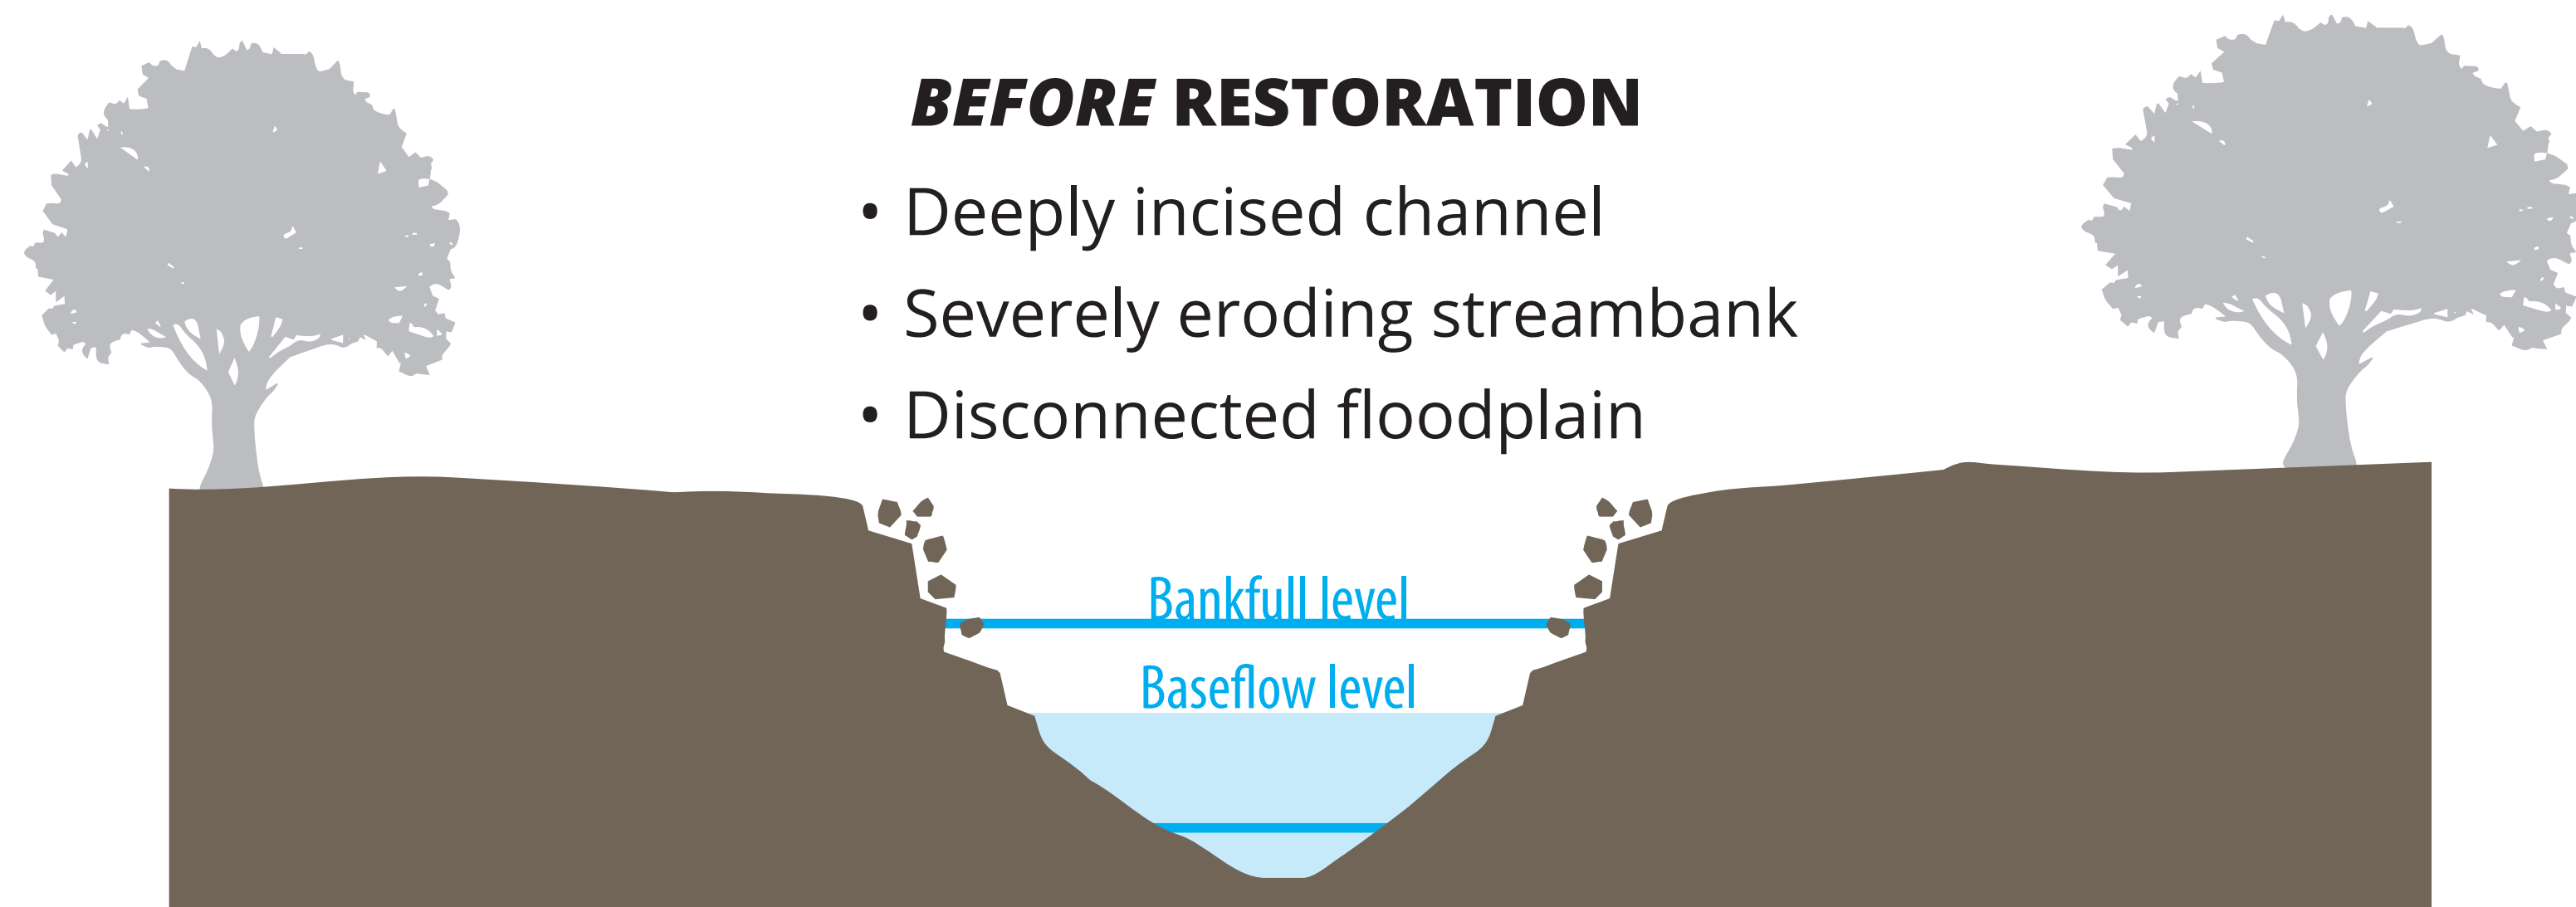 BEFORE RESTORATION
• Deeply incised channel
• Severely eroding streambank
• Disconnected floodplain
Bankfull level
Baseflow level